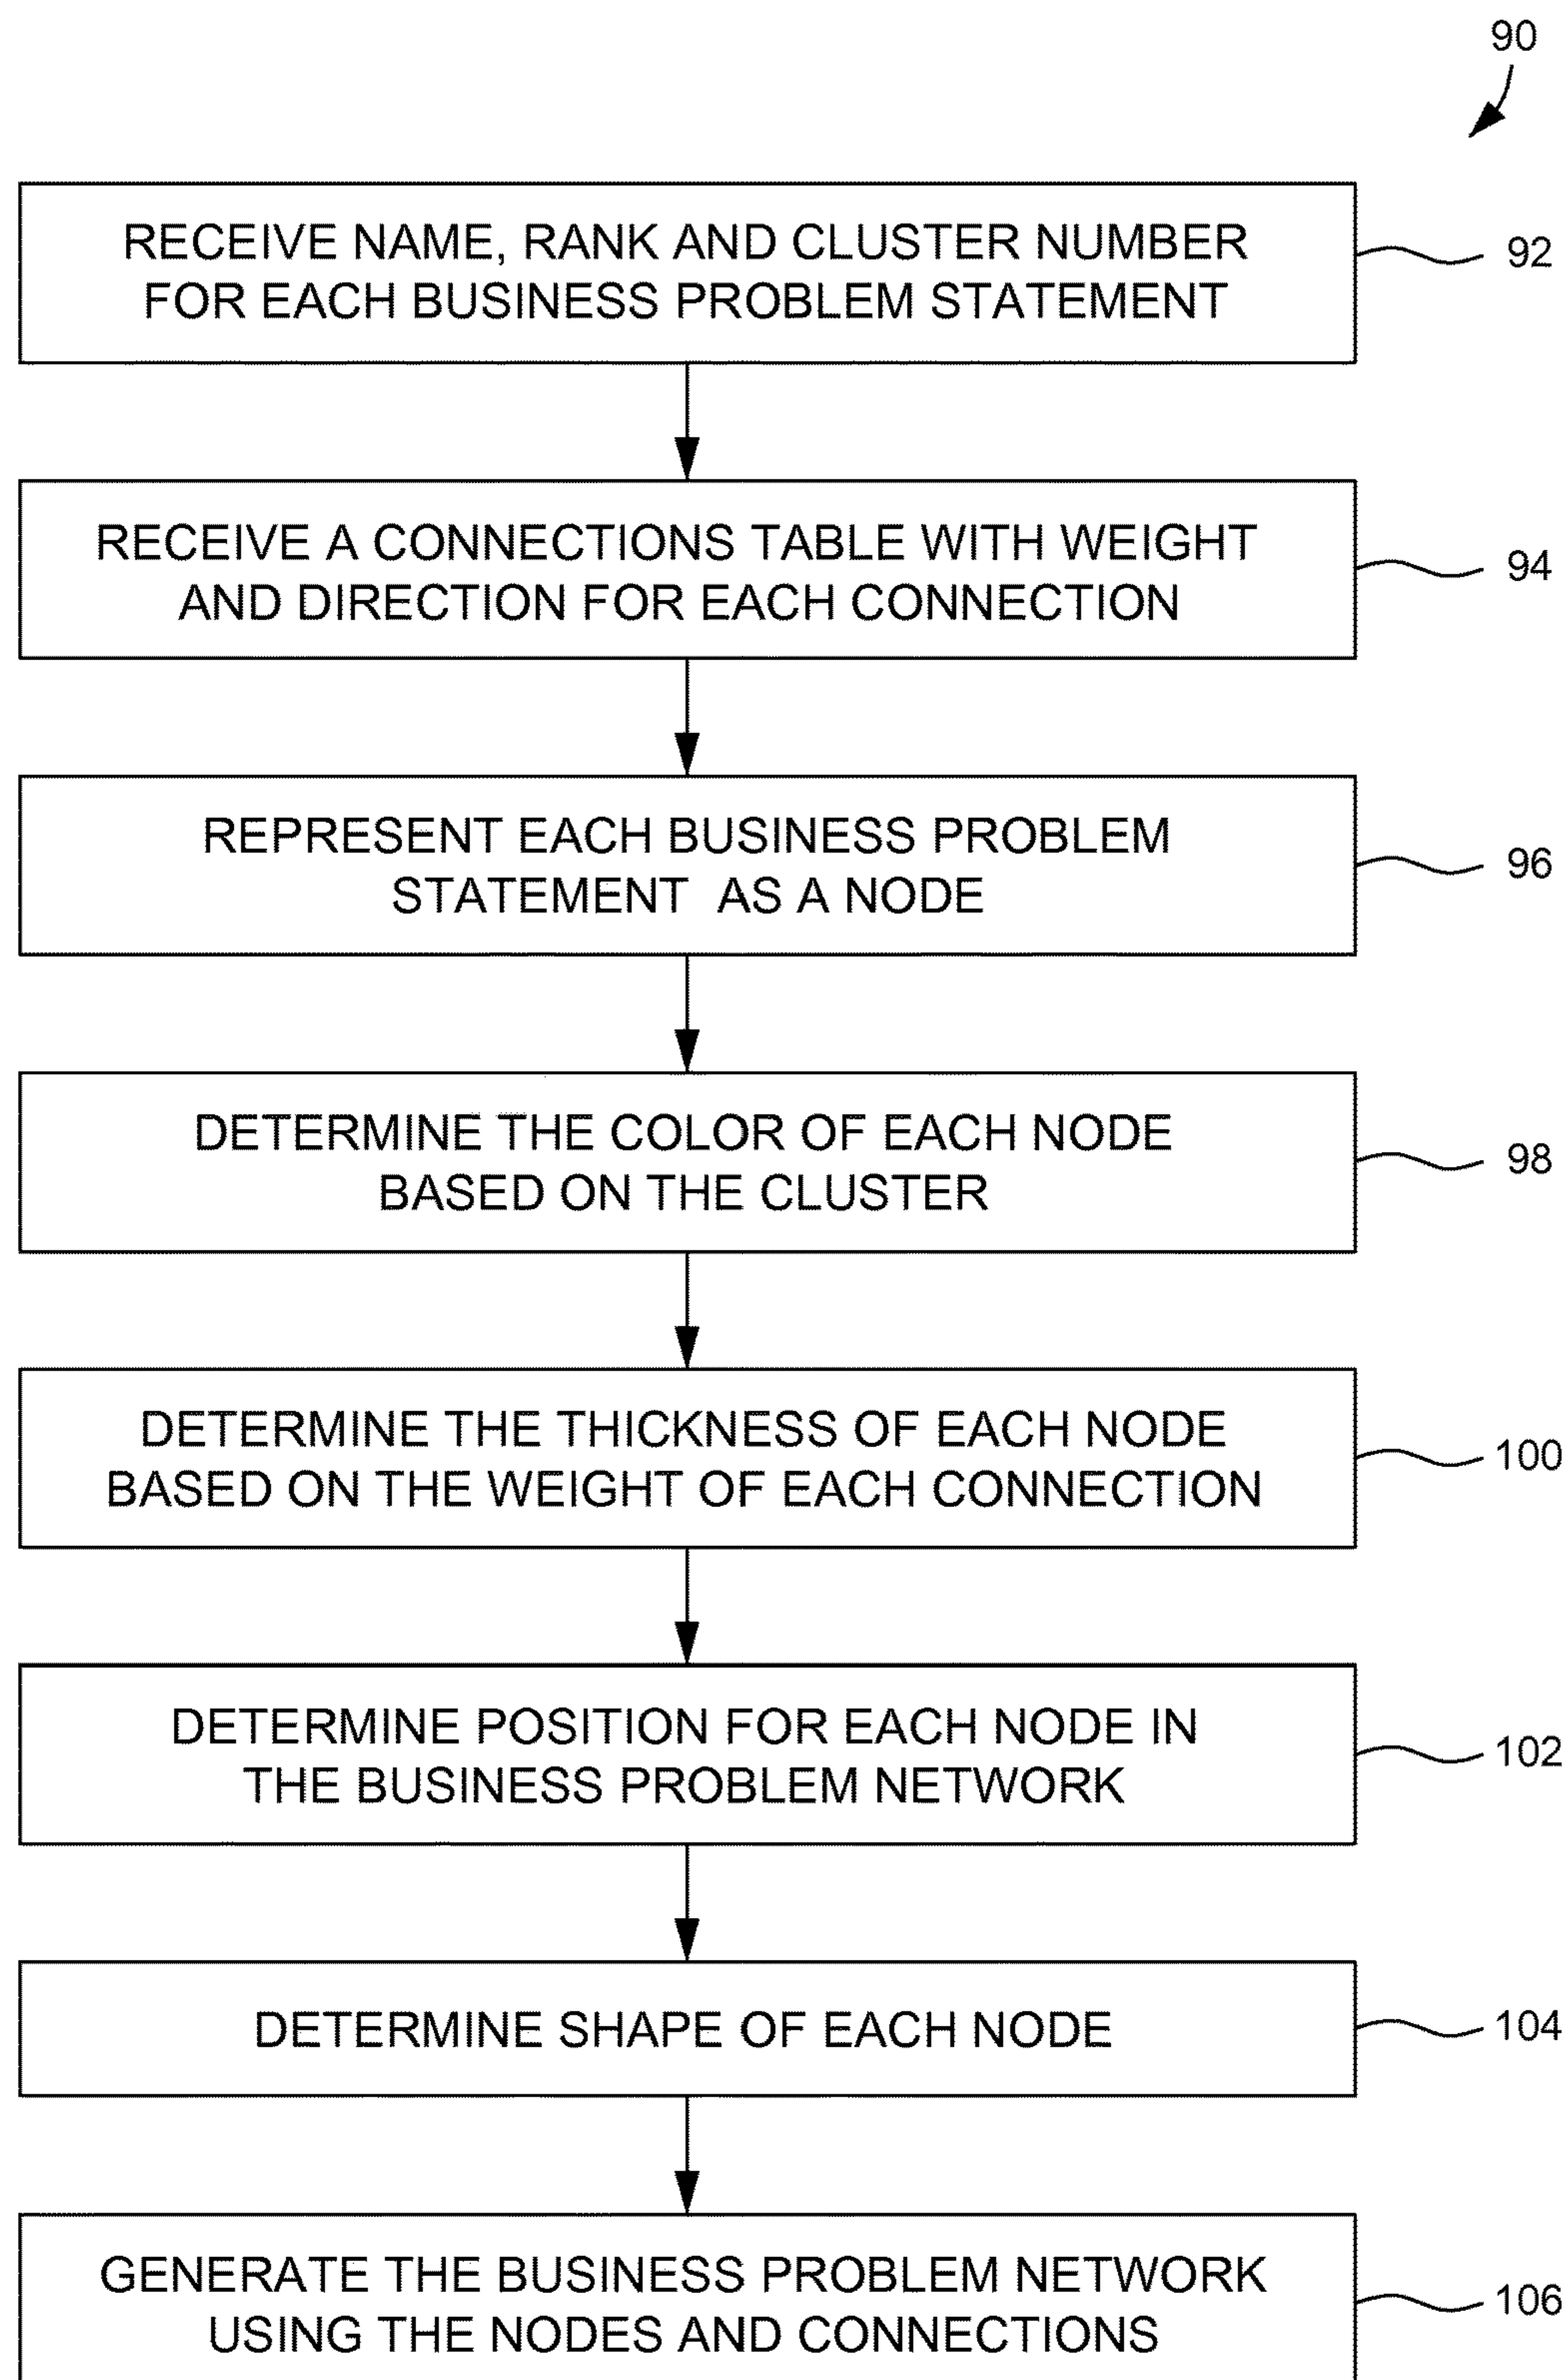 90
RECEIVE NAME, RANK AND CLUSTER NUMBER
FOR EACH BUSINESS PROBLEM STATEMENT
92
RECEIVE A CONNECTIONS TABLE WITH WEIGHT
AND DIRECTION FOR EACH CONNECTION
94
REPRESENT EACH BUSINESS PROBLEM
STATEMENT AS A NODE
96
DETERMINE THE COLOR OF EACH NODE
BASED ON THE CLUSTER
98
DETERMINE THE THICKNESS OF EACH NODE
BASED ON THE WEIGHT OF EACH CONNECTION
100
DETERMINE POSITION FOR EACH NODE IN
THE BUSINESS PROBLEM NETWORK
102
DETERMINE SHAPE OF EACH NODE
104
GENERATE THE BUSINESS PROBLEM NETWORK
USING THE NODES AND CONNECTIONS
106